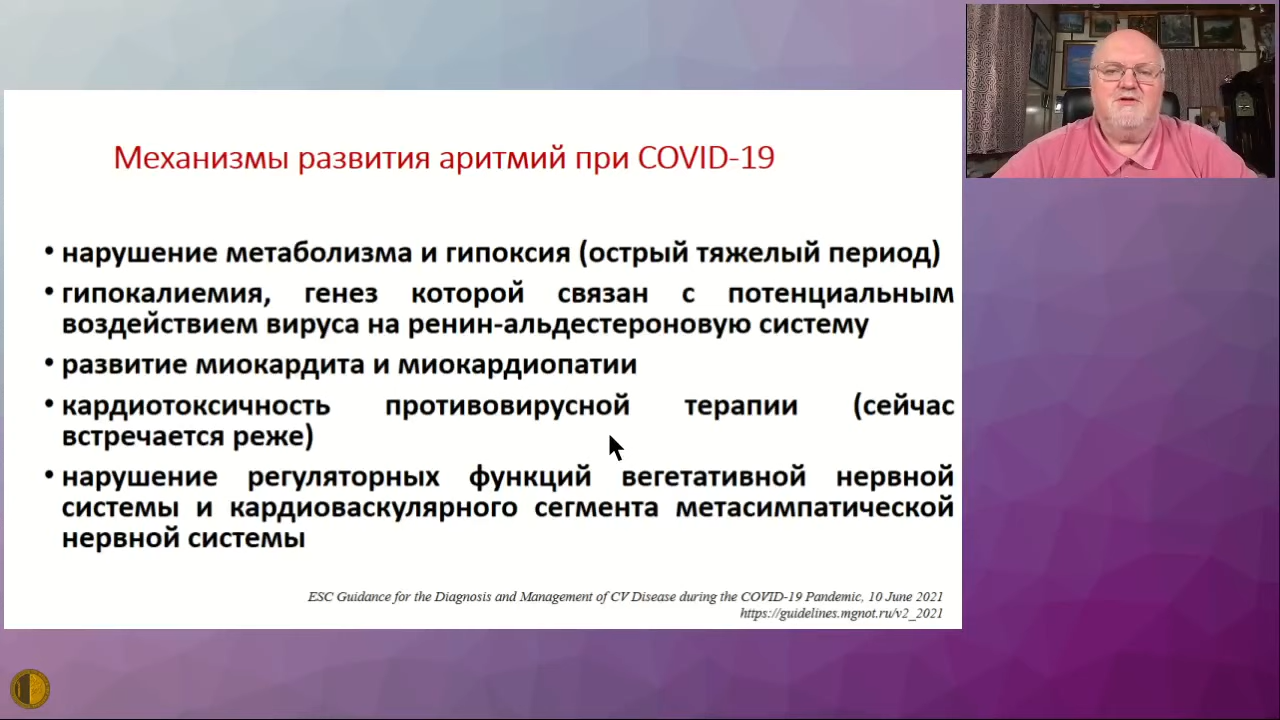 Механизмы развития аритмий при COVID-19
• нарушение метаболизма и гипоксия (острый тяжелый период)
• гипокалиемия, генез которой связан с потенциальным
воздействием вируса на ренин-альдестероновую систему
• развитие миокардита и миокардиопатии
• кардиотоксичность противовирусной терапии (сейчас
встречается реже)
• нарушение регуляторных функций вегетативной нервной
системы и кардиоваскулярного сегмента метасимпатической
нервной системы
ESC Guidance for the Diagnosis and Management of CV Disease during the COVID-19 Pandemic, 10 June 2021
https://guidelines.mgnot.ru/v2_2021